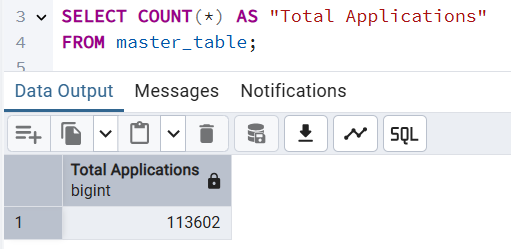 3 SELECT COUNT(*) AS "Total Applications"
4 FROM master_table;
5
Data Output Messages Notifications
SQL
Total Applications
bigint
1 113602